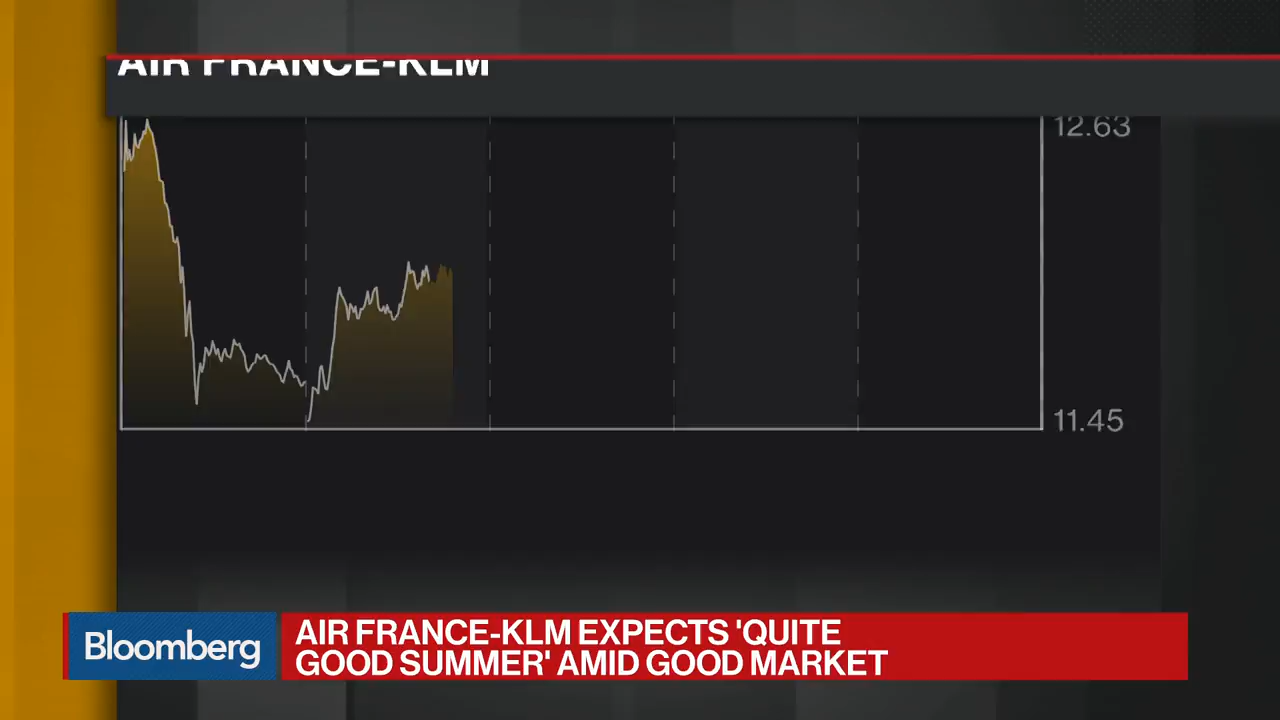 AIR FRANCE-KLM
12.63
11.45
Bloomberg
AIR FRANCE-KLM EXPECTS 'QUITE
GOOD SUMMER' AMID GOOD MARKET